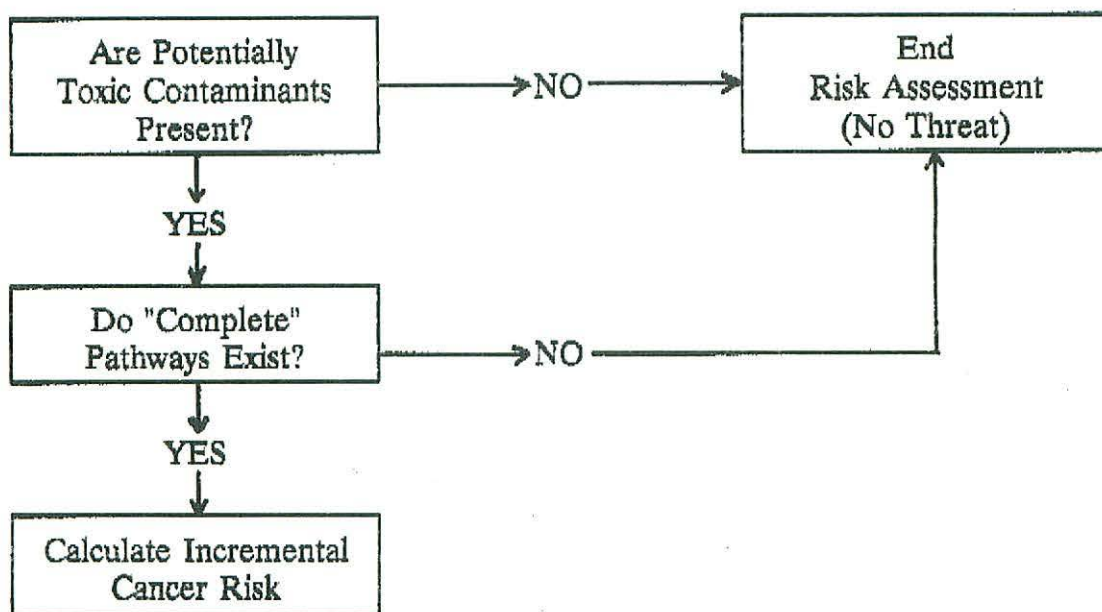 Are Potentially
Toxic Contaminants
Present?
NO
End
Risk Assessment
(No Threat)
YES
Do "Complete"
Pathways Exist?
NO
YES
Calculate Incremental
Cancer Risk